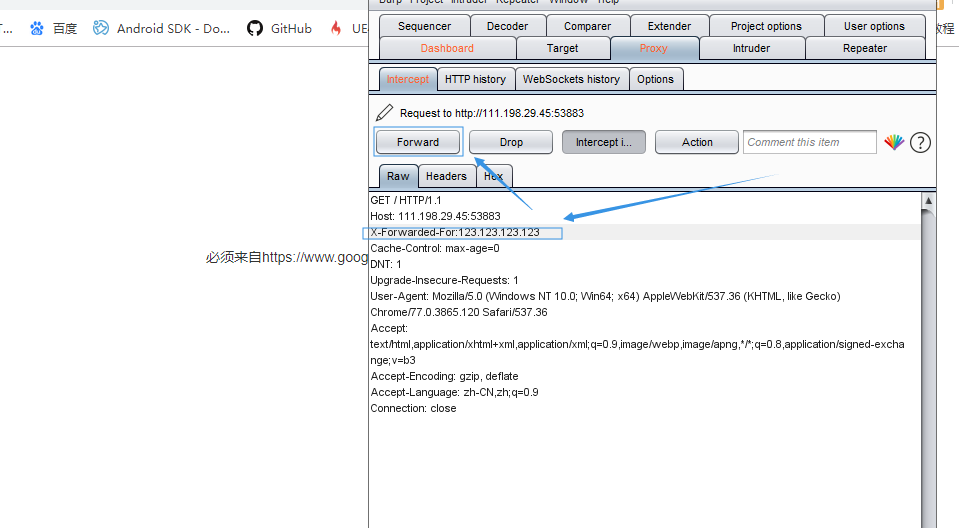 Burp Project Intruder Repeater Window Help
T... 百度 Android SDK - Do... GitHub UE 教程
Sequencer Decoder Comparer Extender Project options User options
Dashboard Target Proxy Intruder Repeater
Intercept HTTP history WebSockets history Options
Request to http://111.198.29.45:53883
Forward Drop Intercept i... Action Comment this item ?
Raw Headers Hex
GET / HTTP/1.1
Host: 111.198.29.45:53883
X-Forwarded-For:123.123.123.123
Cache-Control: max-age=0
必须来自https://www.goog
DNT: 1
Upgrade-Insecure-Requests: 1
User-Agent: Mozilla/5.0 (Windows NT 10.0; Win64; x64) AppleWebKit/537.36 (KHTML, like Gecko)
Chrome/77.0.3865.120 Safari/537.36
Accept:
text/html,application/xhtml+xml,application/xml;q=0.9,image/webp,image/apng,*/*;q=0.8,application/signed-excha
nge;v=b3
Accept-Encoding: gzip, deflate
Accept-Language: zh-CN,zh;q=0.9
Connection: close